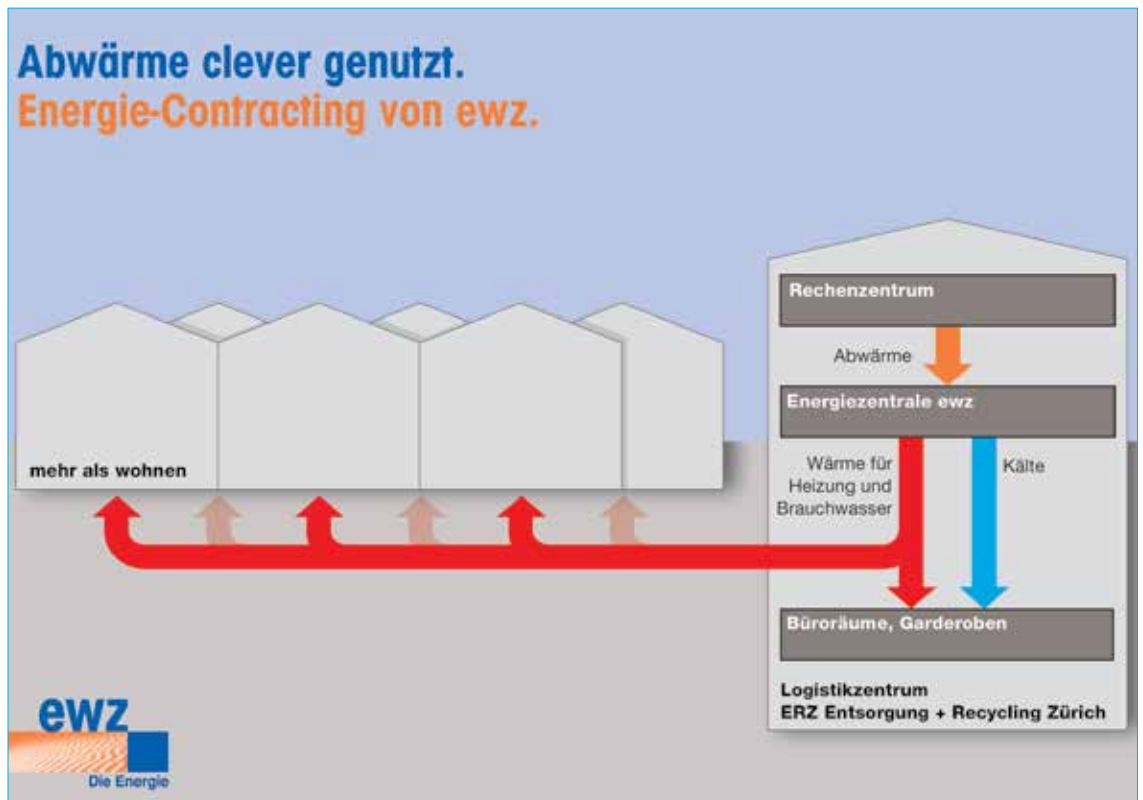 Abwärme clever genutzt.
Energie-Contracting von ewz.
Rechenzentrum
Abwärme
Energiezentrale ewz
mehr als wohnen
Wärme für
Heizung und
Brauchwasser
Kälte
Büroräume, Garderoben
Logistikzentrum
ERZ Entsorgung + Recycling Zürich
ewz
Die Energie